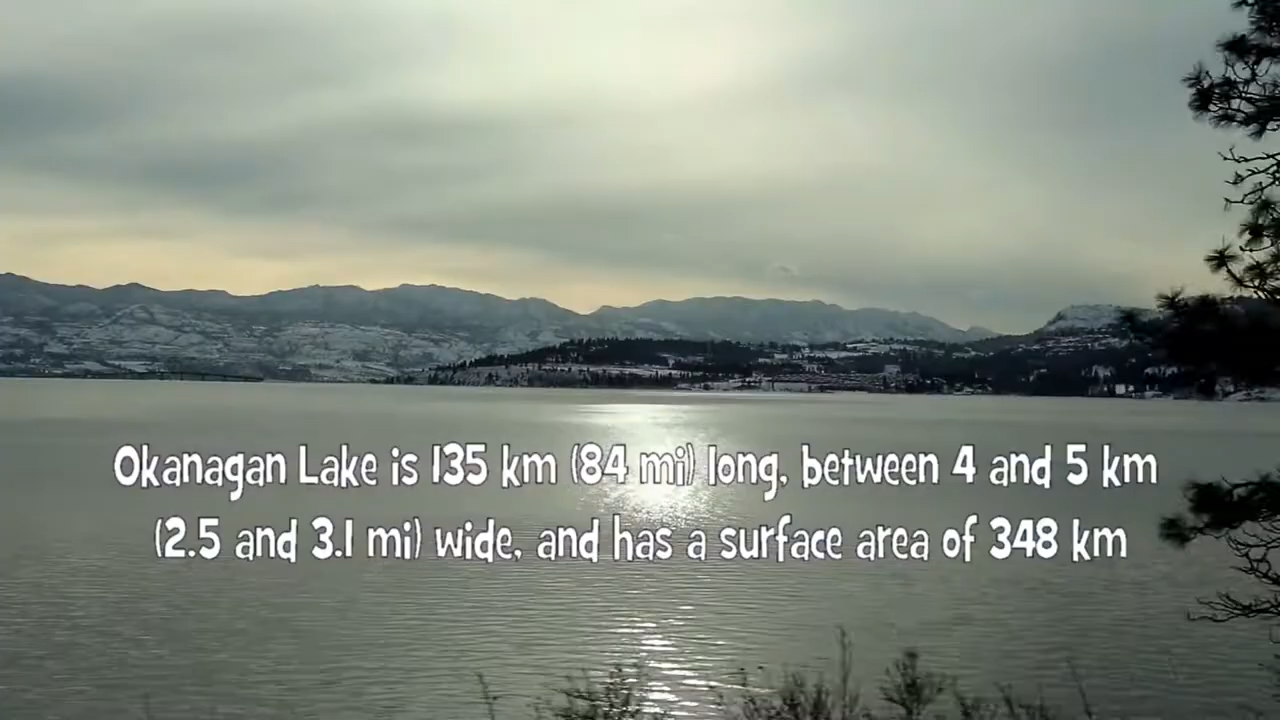 Okanagan Lake is 135 km (84 mi) long, between 4 and 5 km
(2.5 and 3.1 mi) wide, and has a surface area of 348 km